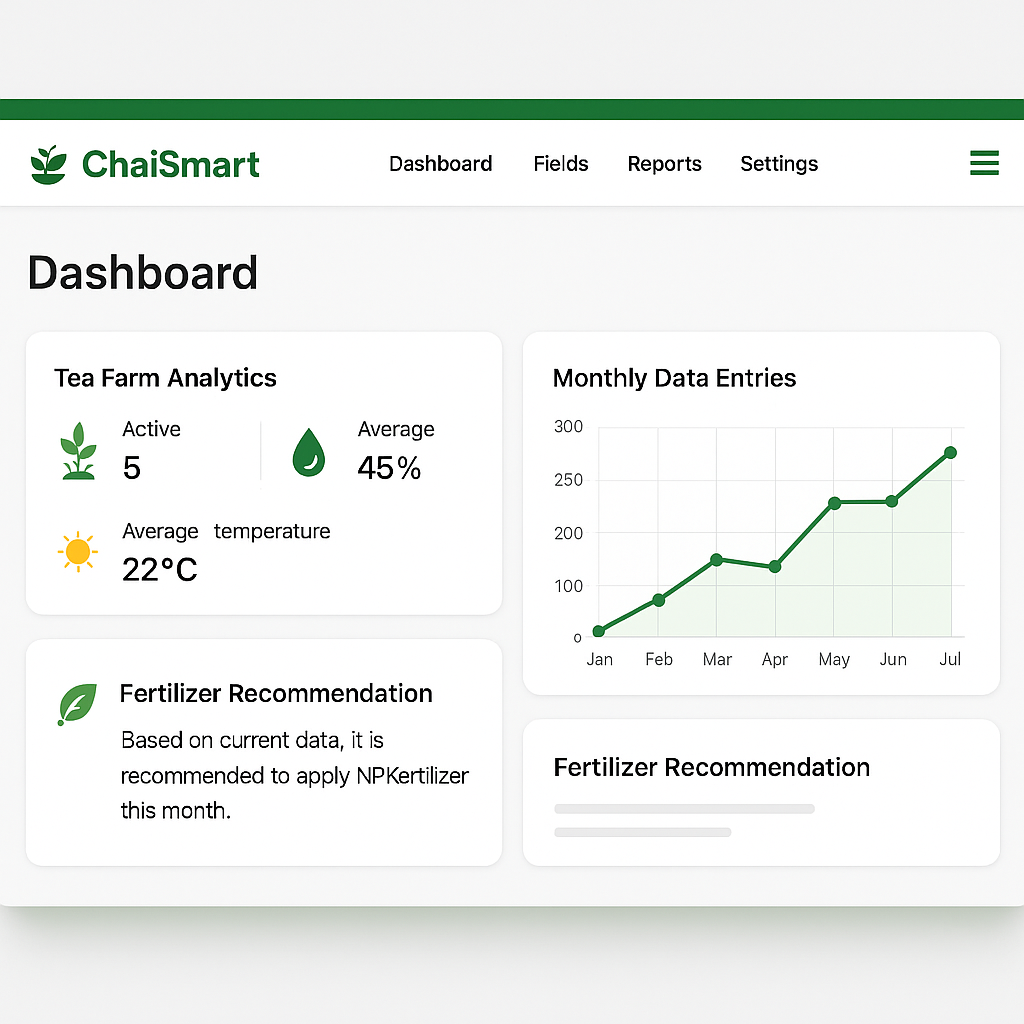 ChaiSmart
Dashboard
Fields
Reports
Settings
Dashboard
Tea Farm Analytics
Active
5
Average
45%
Average temperature
22°C
Fertilizer Recommendation
Based on current data, it is
recommended to apply NPKertilizer
this month.
Monthly Data Entries
300
250
200
100
0
Jan Feb Mar Apr May Jun Jul
Fertilizer Recommendation